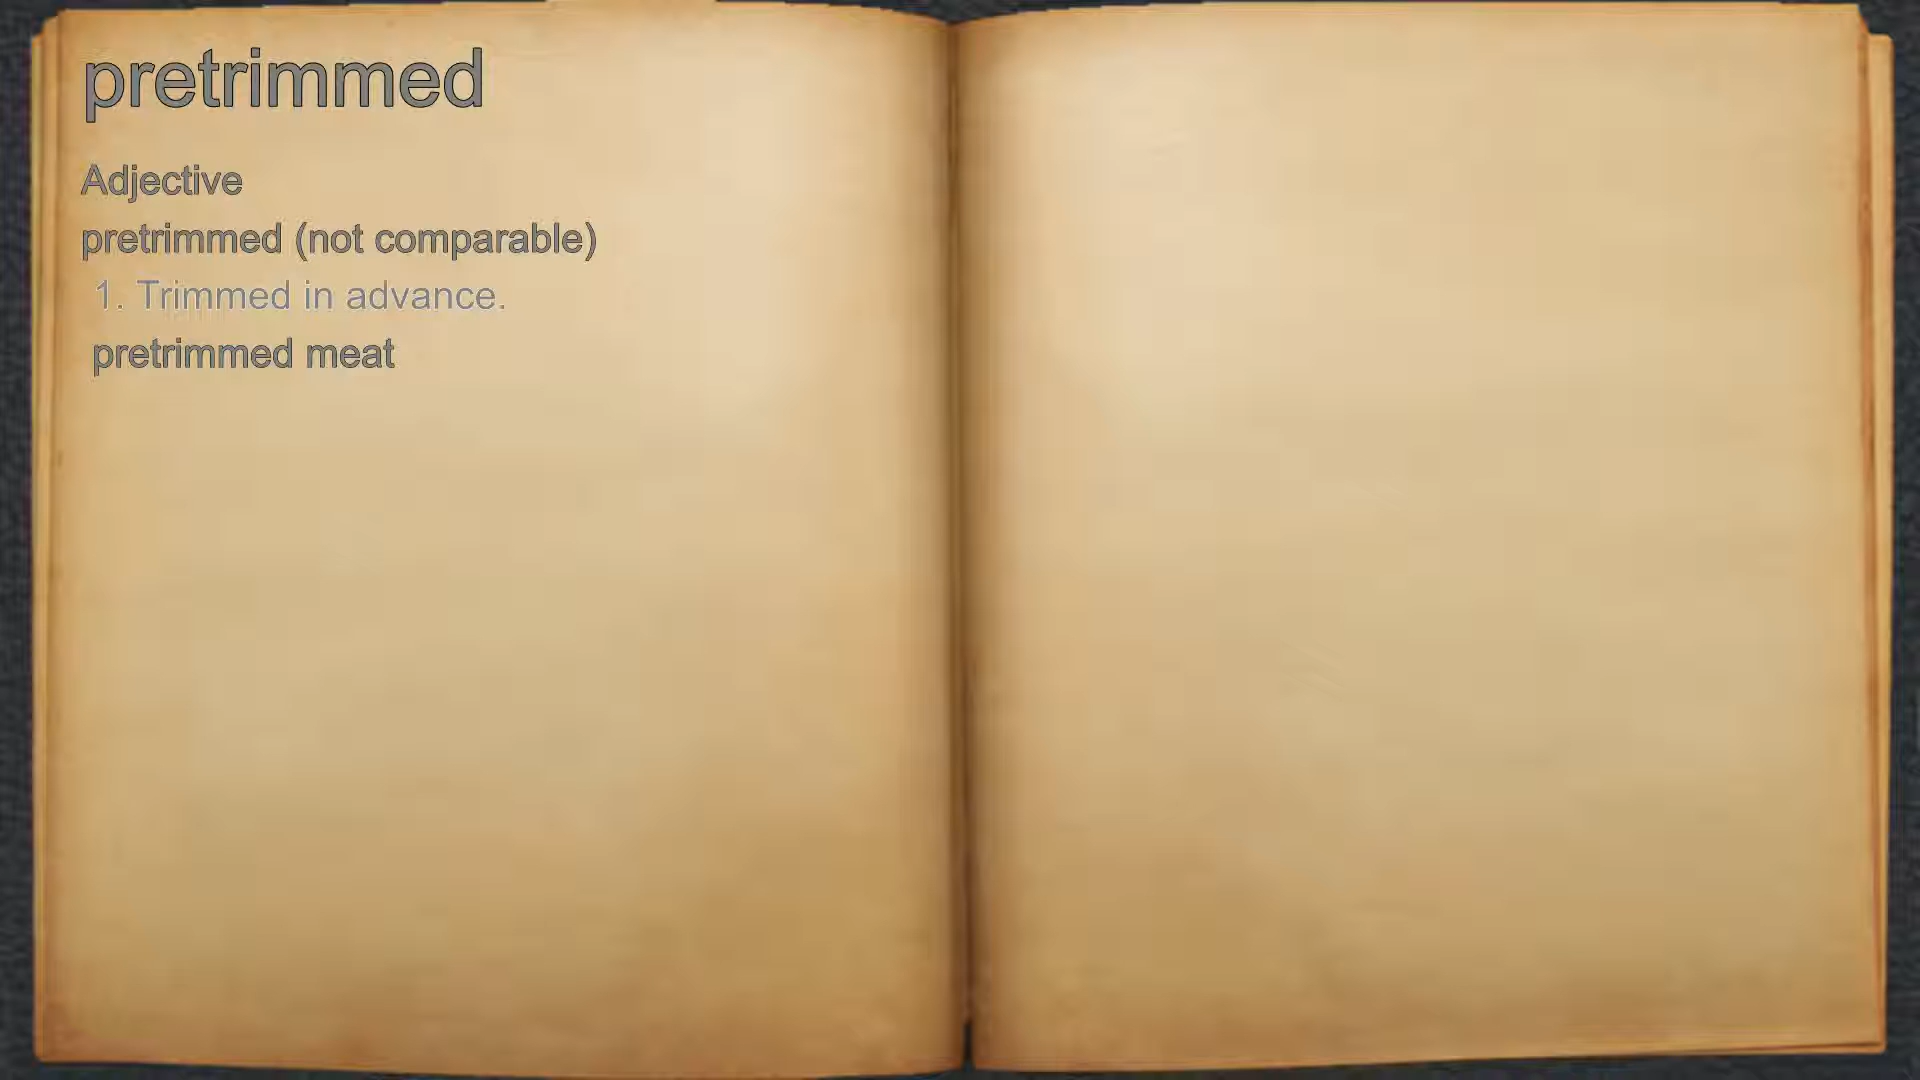 pretrimmed
Adjective
pretrimmed (not comparable)
1. Trimmed in advance.
pretrimmed meat